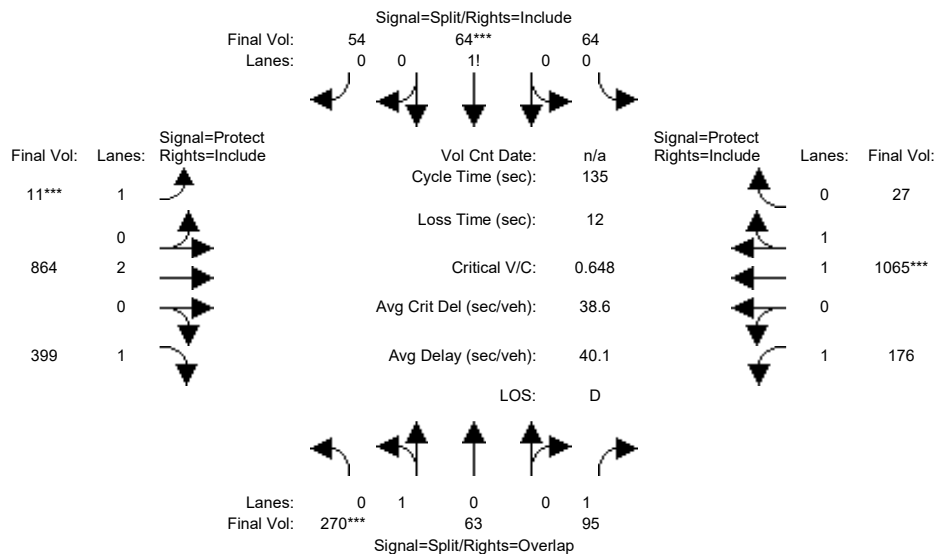 Signal=Split/Rights=Include
Final Vol: 54 64*** 64
Lanes: 0 0 1! 0 0
Signal=Protect
Final Vol: Lanes: Rights=Include
Vol Cnt Date: n/a
Signal=Protect
Rights=Include Lanes: Final Vol:
Cycle Time (sec): 135
11*** 1
0 27
Loss Time (sec): 12
0
1
864 2
Critical V/C: 0.648
1 1065***
0
Avg Crit Del (sec/veh): 38.6
0
399 1
Avg Delay (sec/veh): 40.1
1 176
LOS: D
Lanes: 0 1 0 0 1
Final Vol: 270*** 63 95
Signal=Split/Rights=Overlap